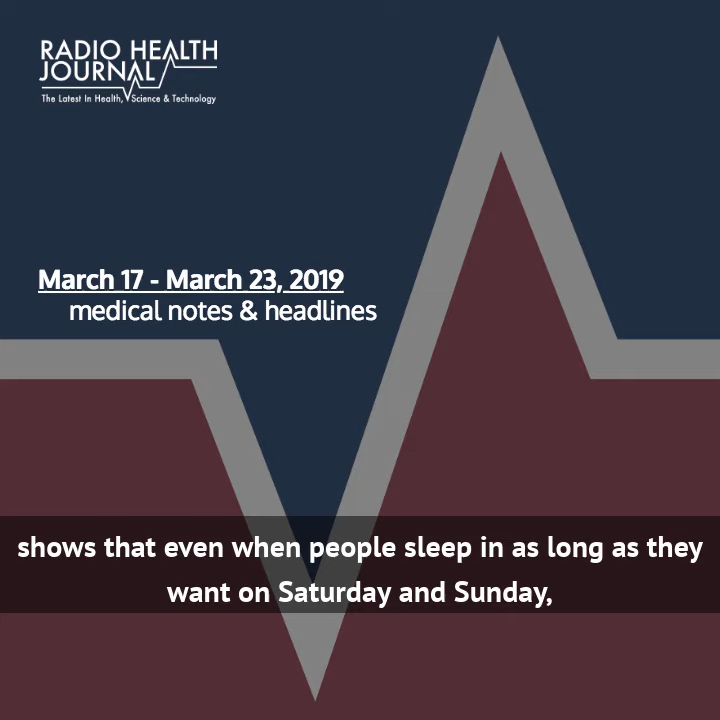 RADIO HEALTH
JOURNAL
The Latest In Health, Science & Technology
March 17 - March 23, 2019
medical notes & headlines
shows that even when people sleep in as long as they
want on Saturday and Sunday,